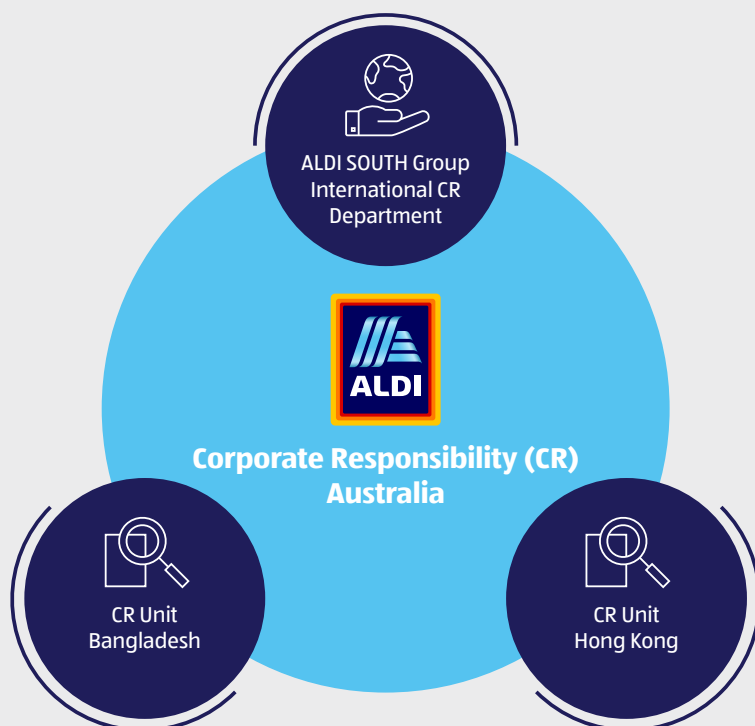 ALDI SOUTH Group
International CR
Department
ALDI
Corporate Responsibility (CR)
Australia
CR Unit
Bangladesh
CR Unit
Hong Kong